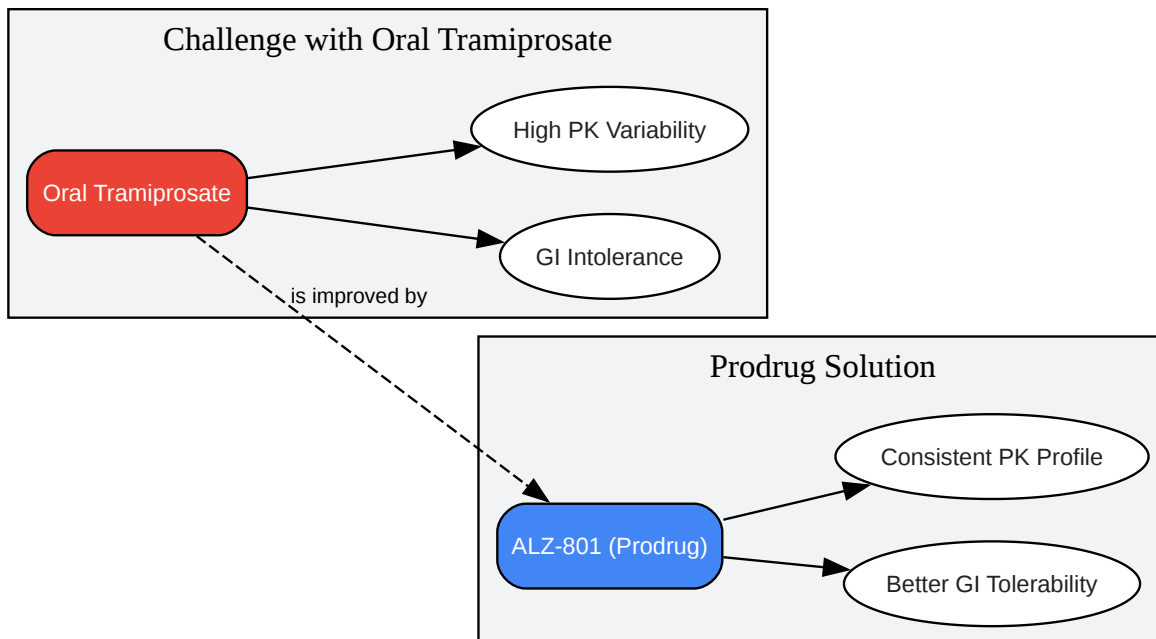 Challenge with Oral Tramiprosate
High PK Variability
Oral Tramiprosate
GI Intolerance
is improved by
Prodrug Solution
Consistent PK Profile
ALZ-801 (Prodrug)
Better GI Tolerability